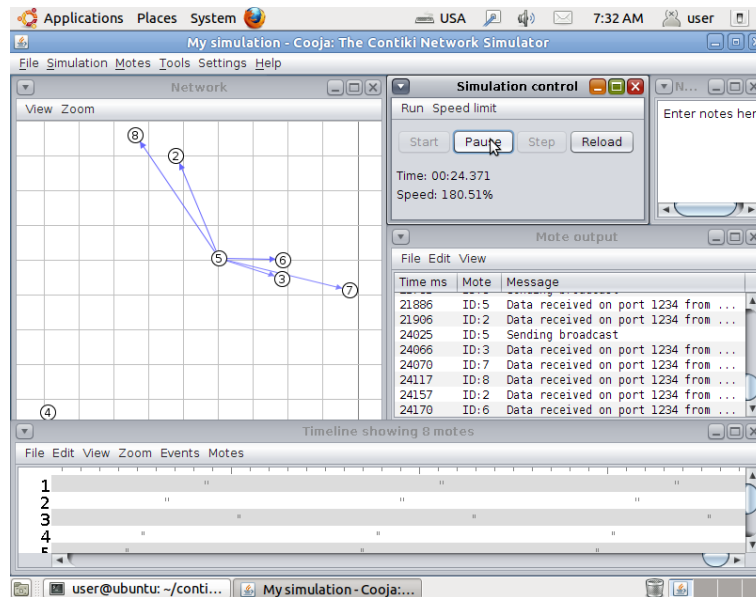 Applications Places System USA 7:32 AM user
My simulation - Cooja: The Contiki Network Simulator
File Simulation Motes Tools Settings Help
Network
View Zoom
8
2
5
6
3
7
4
Simulation control
Run Speed limit
Start Pause Step Reload
Time: 00:24.371
Speed: 180.51%
N...
Enter notes her
Mote output
File Edit View
Time ms Mote Message
21886 ID:5 Data received on port 1234 from ...
21906 ID:2 Data received on port 1234 from ...
24025 ID:5 Sending broadcast
24066 ID:3 Data received on port 1234 from ...
24070 ID:7 Data received on port 1234 from ...
24117 ID:8 Data received on port 1234 from ...
24157 ID:2 Data received on port 1234 from ...
24170 ID:6 Data received on port 1234 from ...
Timeline showing 8 motes
File Edit View Zoom Events Motes
1
2
3
4
user@ubuntu: ~/conti... My simulation - Cooja:...